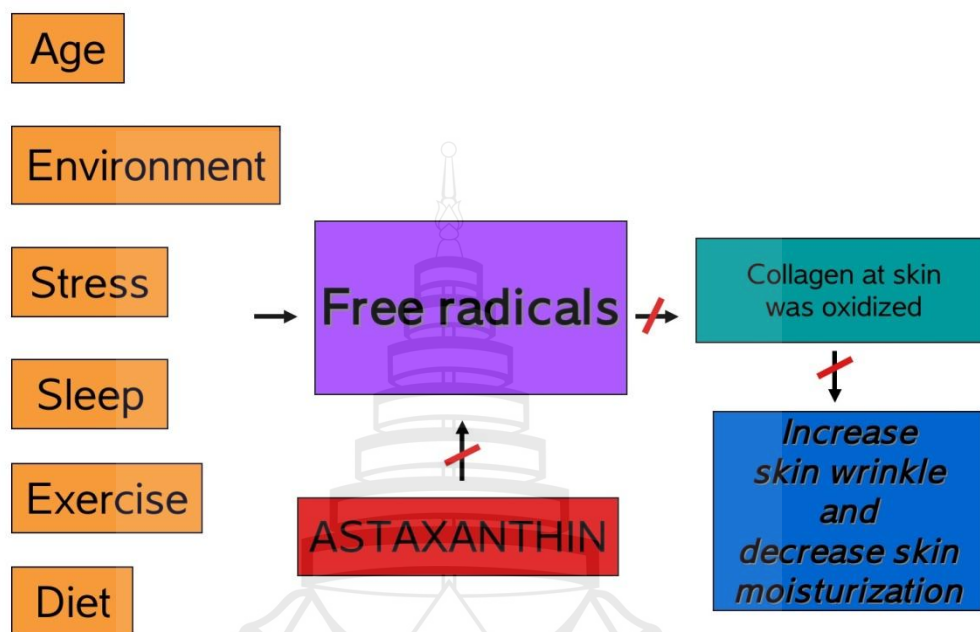 Age
Environment
Stress
Sleep
Exercise
Diet
Free radicals
ASTAXANTHIN
Collagen at skin
was oxidized
Increase
skin wrinkle
and
decrease skin
moisturization